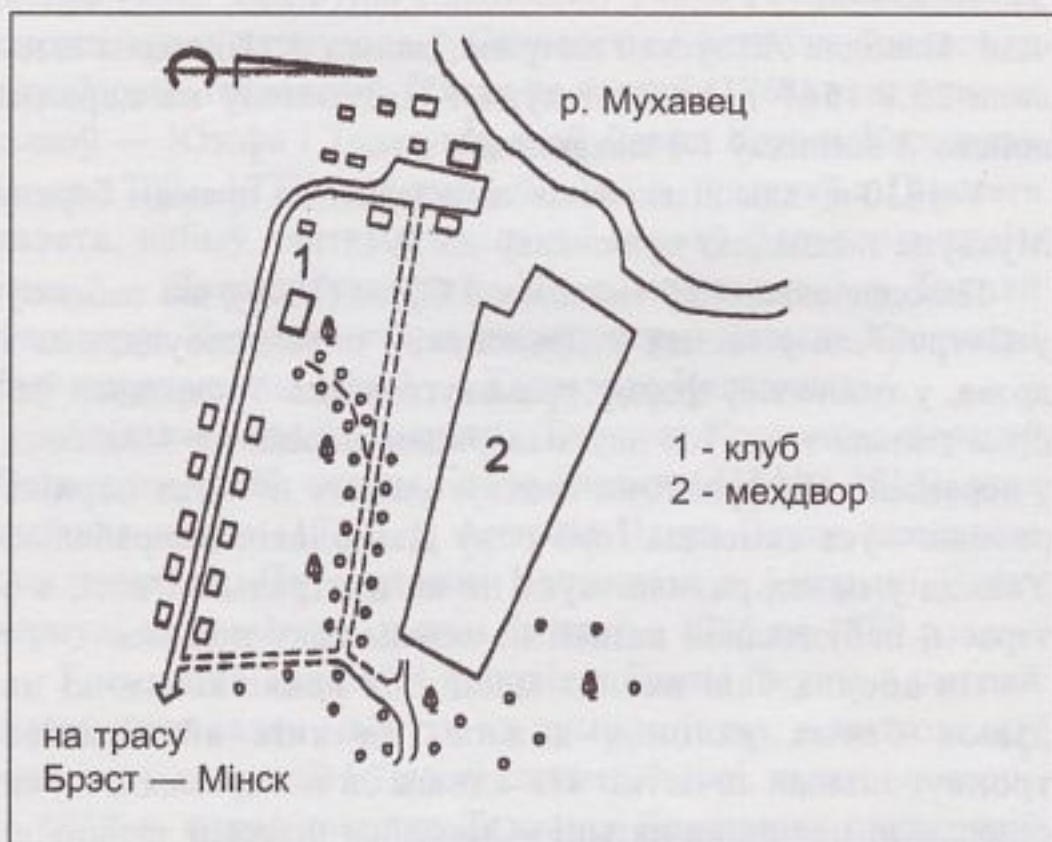 р. Мухавец
1
2
1 - клуб
2 - мехдвор
на трасу
Брэст — Мінск